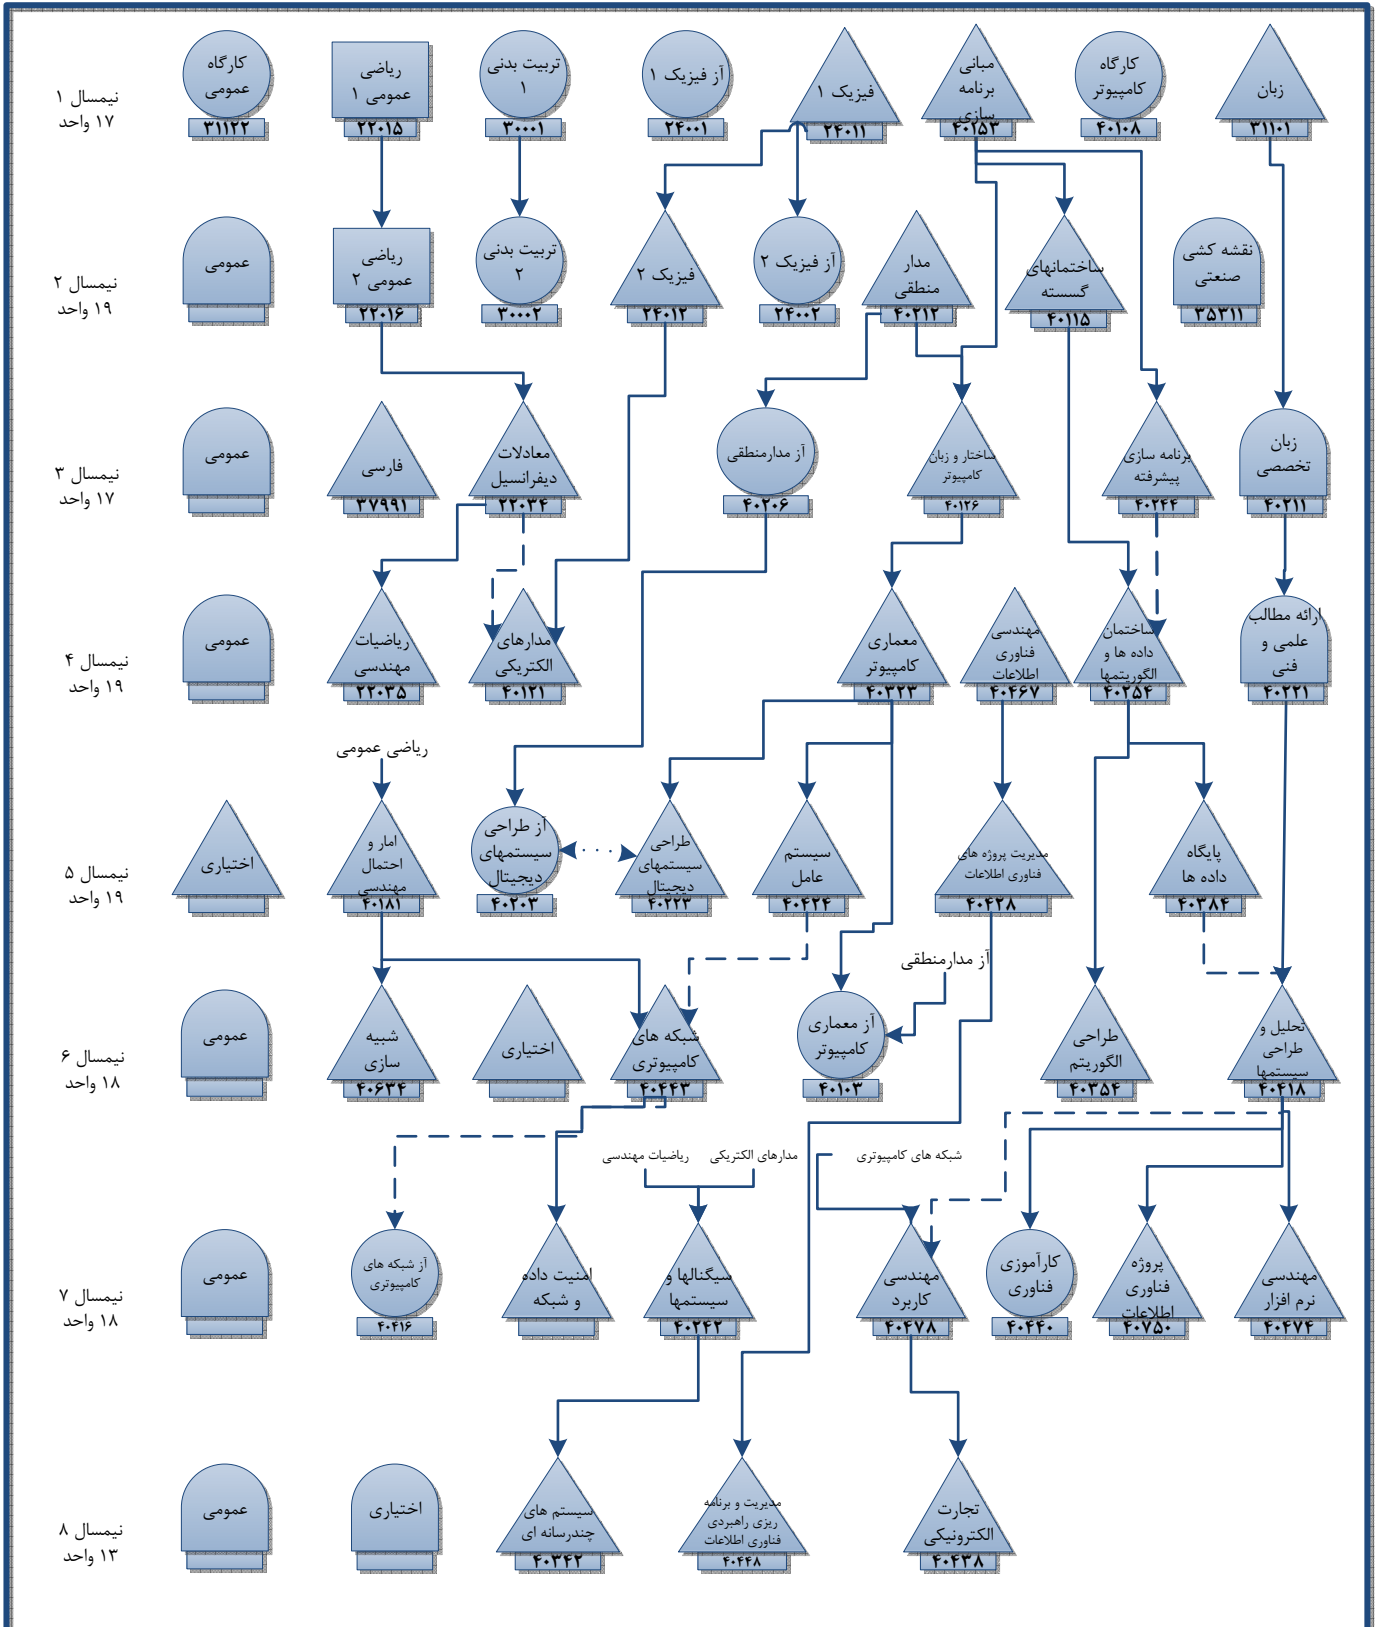 نیمسال ۱
۱۷ واحد
کارگاه
عمومی
۳۱۱۲۲
ریاضی
عمومی ۱
۲۲۰۱۵
تربیت بدنی
۱
۳۰۰۰۱
آز فیزیک ۱
۲۴۰۰۱
فیزیک ۱
۲۴۰۱۱
مبانی
برنامه
سازی
۴۰۱۵۳
کارگاه
کامپیوتر
۴۰۱۰۸
زبان
۳۱۱۰۱
نیمسال ۲
۱۹ واحد
عمومی
ریاضی
عمومی ۲
۲۲۰۱۶
تربیت بدنی
۲
۳۰۰۰۲
فیزیک ۲
۲۴۰۱۲
آز فیزیک ۲
۲۴۰۰۲
مدار
منطقی
۴۰۲۱۲
ساختمانهای
گسسته
۴۰۱۱۵
نقشه کشی
صنعتی
۳۵۳۱۱
نیمسال ۳
۱۷ واحد
عمومی
فارسی
۳۷۹۹۱
معادلات
دیفرانسیل
۲۲۰۳۴
آز مدارمنطقی
۴۰۲۰۶
ساختار و زبان
کامپیوتر
۴۰۱۲۶
برنامه سازی
پیشرفته
۴۰۲۴۴
زبان
تخصصی
۴۰۲۱۱
نیمسال ۴
۱۹ واحد
عمومی
ریاضیات
مهندسی
۲۲۰۳۵
مدارهای
الکتریکی
۴۰۱۲۱
معماری
کامپیوتر
۴۰۳۲۳
مهندسی
فناوری
اطلاعات
۴۰۴۶۷
ساختمان
داده ها و
الگوریتمها
۴۰۲۵۴
ارائه مطالب
علمی و
فنی
۴۰۲۲۱
ریاضی عمومی
نیمسال ۵
۱۹ واحد
اختیاری
امار و
احتمال
مهندسی
۴۰۱۸۱
آز طراحی
سیستمهای
دیجیتال
۴۰۲۰۳
طراحی
سیستمهای
دیجیتال
۴۰۲۲۳
سیستم
عامل
۴۰۴۲۴
مدیریت پروژه های
فناوری اطلاعات
۴۰۴۲۸
پایگاه
داده ها
۴۰۳۸۴
آز مدارمنطقی
نیمسال ۶
۱۸ واحد
عمومی
شبیه
سازی
۴۰۶۳۴
اختیاری
شبکه های
کامپیوتری
۴۰۴۴۳
آز معماری
کامپیوتر
۴۰۱۰۳
طراحی
الگوریتم
۴۰۳۵۴
تحلیل و
طراحی
سیستمها
۴۰۴۱۸
ریاضیات مهندسی
مدارهای الکتریکی
شبکه های کامپیوتری
نیمسال ۷
۱۸ واحد
عمومی
آز شبکه های
کامپیوتری
۴۰۴۱۶
امنیت داده
و شبکه
سیگنالها و
سیستمها
۴۰۲۴۲
مهندسی
کاربرد
۴۰۴۷۸
کارآموزی
فناوری
۴۰۴۴۰
پروژه
فناوری
اطلاعات
۴۰۷۵۰
مهندسی
نرم افزار
۴۰۴۷۴
نیمسال ۸
۱۳ واحد
عمومی
اختیاری
سیستم های
چندرسانه ای
۴۰۳۴۲
مدیریت و برنامه
ریزی راهبردی
فناوری اطلاعات
۴۰۴۴۸
تجارت
الکترونیکی
۴۰۴۳۸